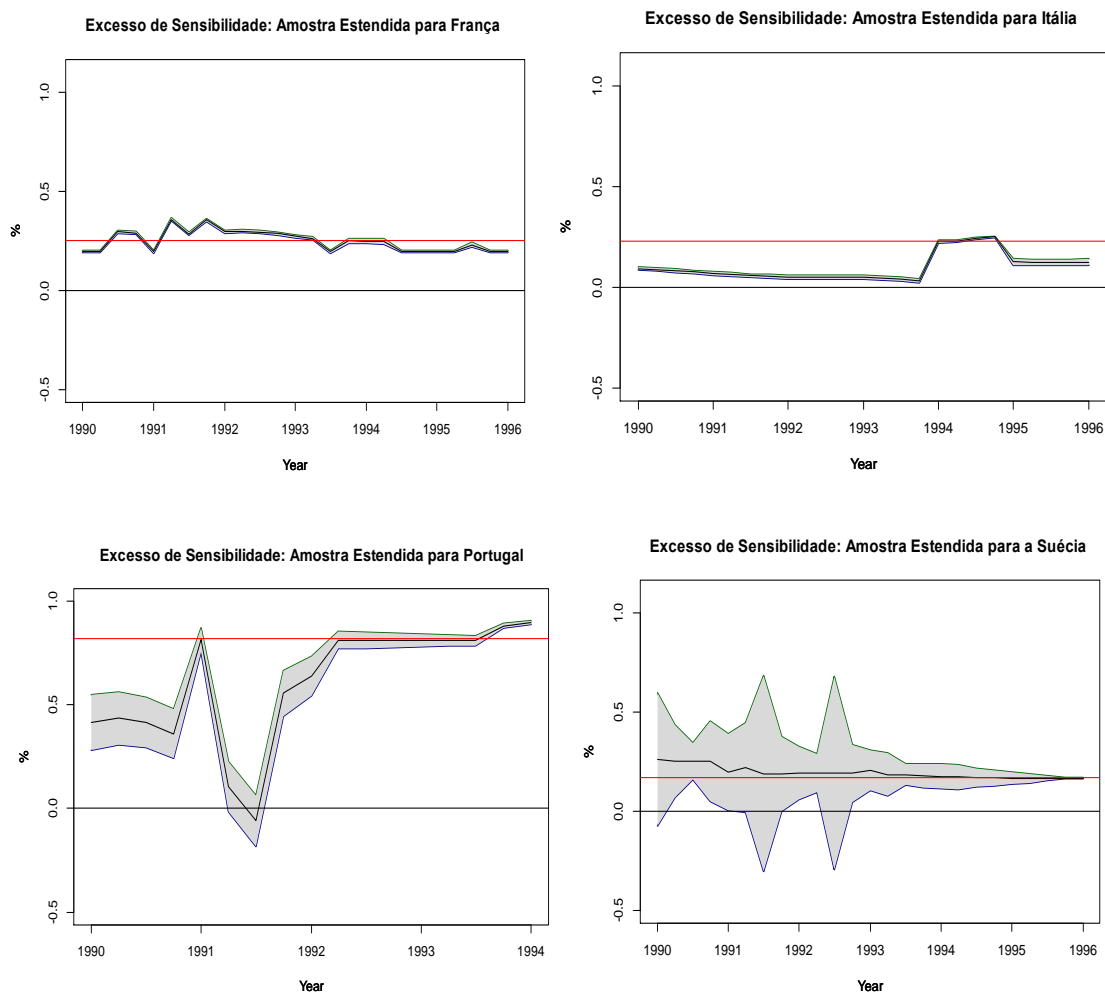 Excesso de Sensibilidade: Amostra Estendida para França
1.0
0.5
0.0
-0.5
%
1990 1991 1992 1993 1994 1995 1996
Year
Excesso de Sensibilidade: Amostra Estendida para Itália
1.0
0.5
0.0
-0.5
%
1990 1991 1992 1993 1994 1995 1996
Year
Excesso de Sensibilidade: Amostra Estendida para Portugal
1.0
0.5
0.0
-0.5
%
1990 1991 1992 1993 1994
Year
Excesso de Sensibilidade: Amostra Estendida para a Suécia
1.0
0.5
0.0
-0.5
%
1990 1991 1992 1993 1994 1995 1996
Year